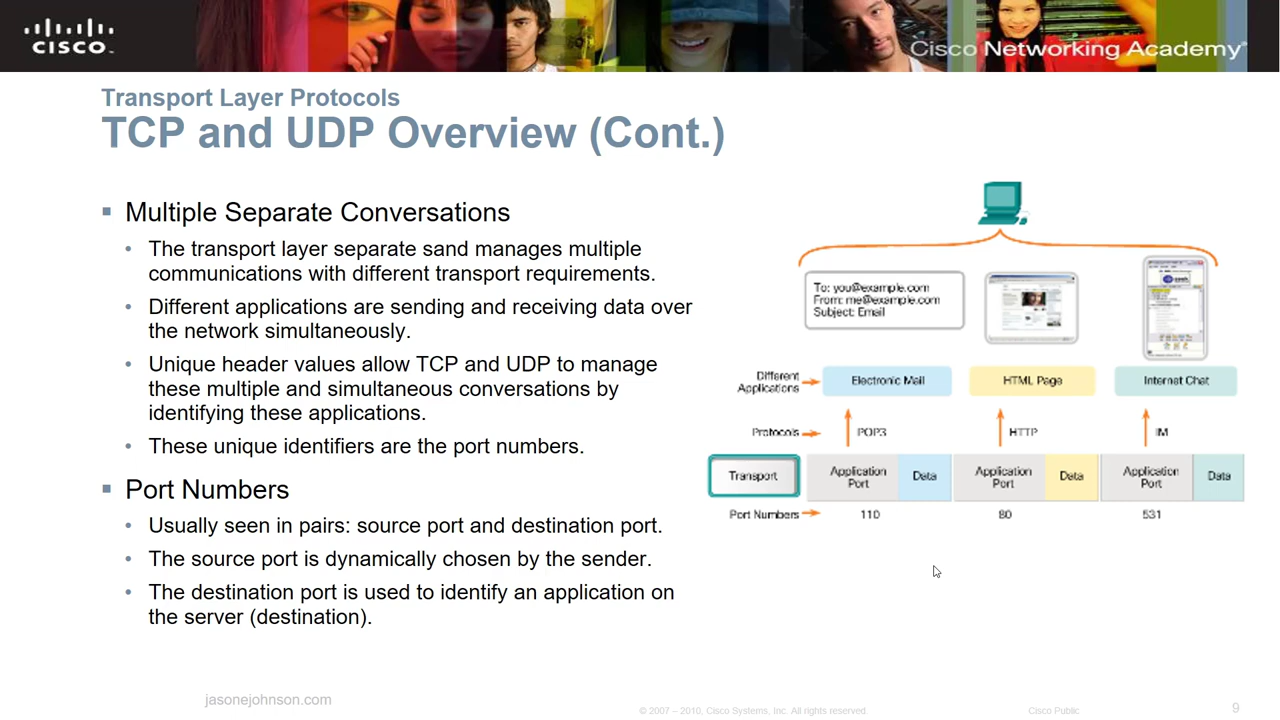 CISCO
Cisco Networking Academy
Transport Layer Protocols
TCP and UDP Overview (Cont.)
▪ Multiple Separate Conversations
• The transport layer separate sand manages multiple
communications with different transport requirements.
• Different applications are sending and receiving data over
the network simultaneously.
• Unique header values allow TCP and UDP to manage
these multiple and simultaneous conversations by
identifying these applications.
• These unique identifiers are the port numbers.
▪ Port Numbers
• Usually seen in pairs: source port and destination port.
• The source port is dynamically chosen by the sender.
• The destination port is used to identify an application on
the server (destination).
To: you@example.com
From: me@example.com
Subject: Email
Different
Applications
Electronic Mail
HTML Page
Internet Chat
Protocols
POP3
HTTP
IM
Transport
Application
Port
Data
Application
Port
Data
Application
Port
Data
Port Numbers
110
80
531
jasonejohnson.com
© 2007 – 2010, Cisco Systems, Inc. All rights reserved.
Cisco Public
9